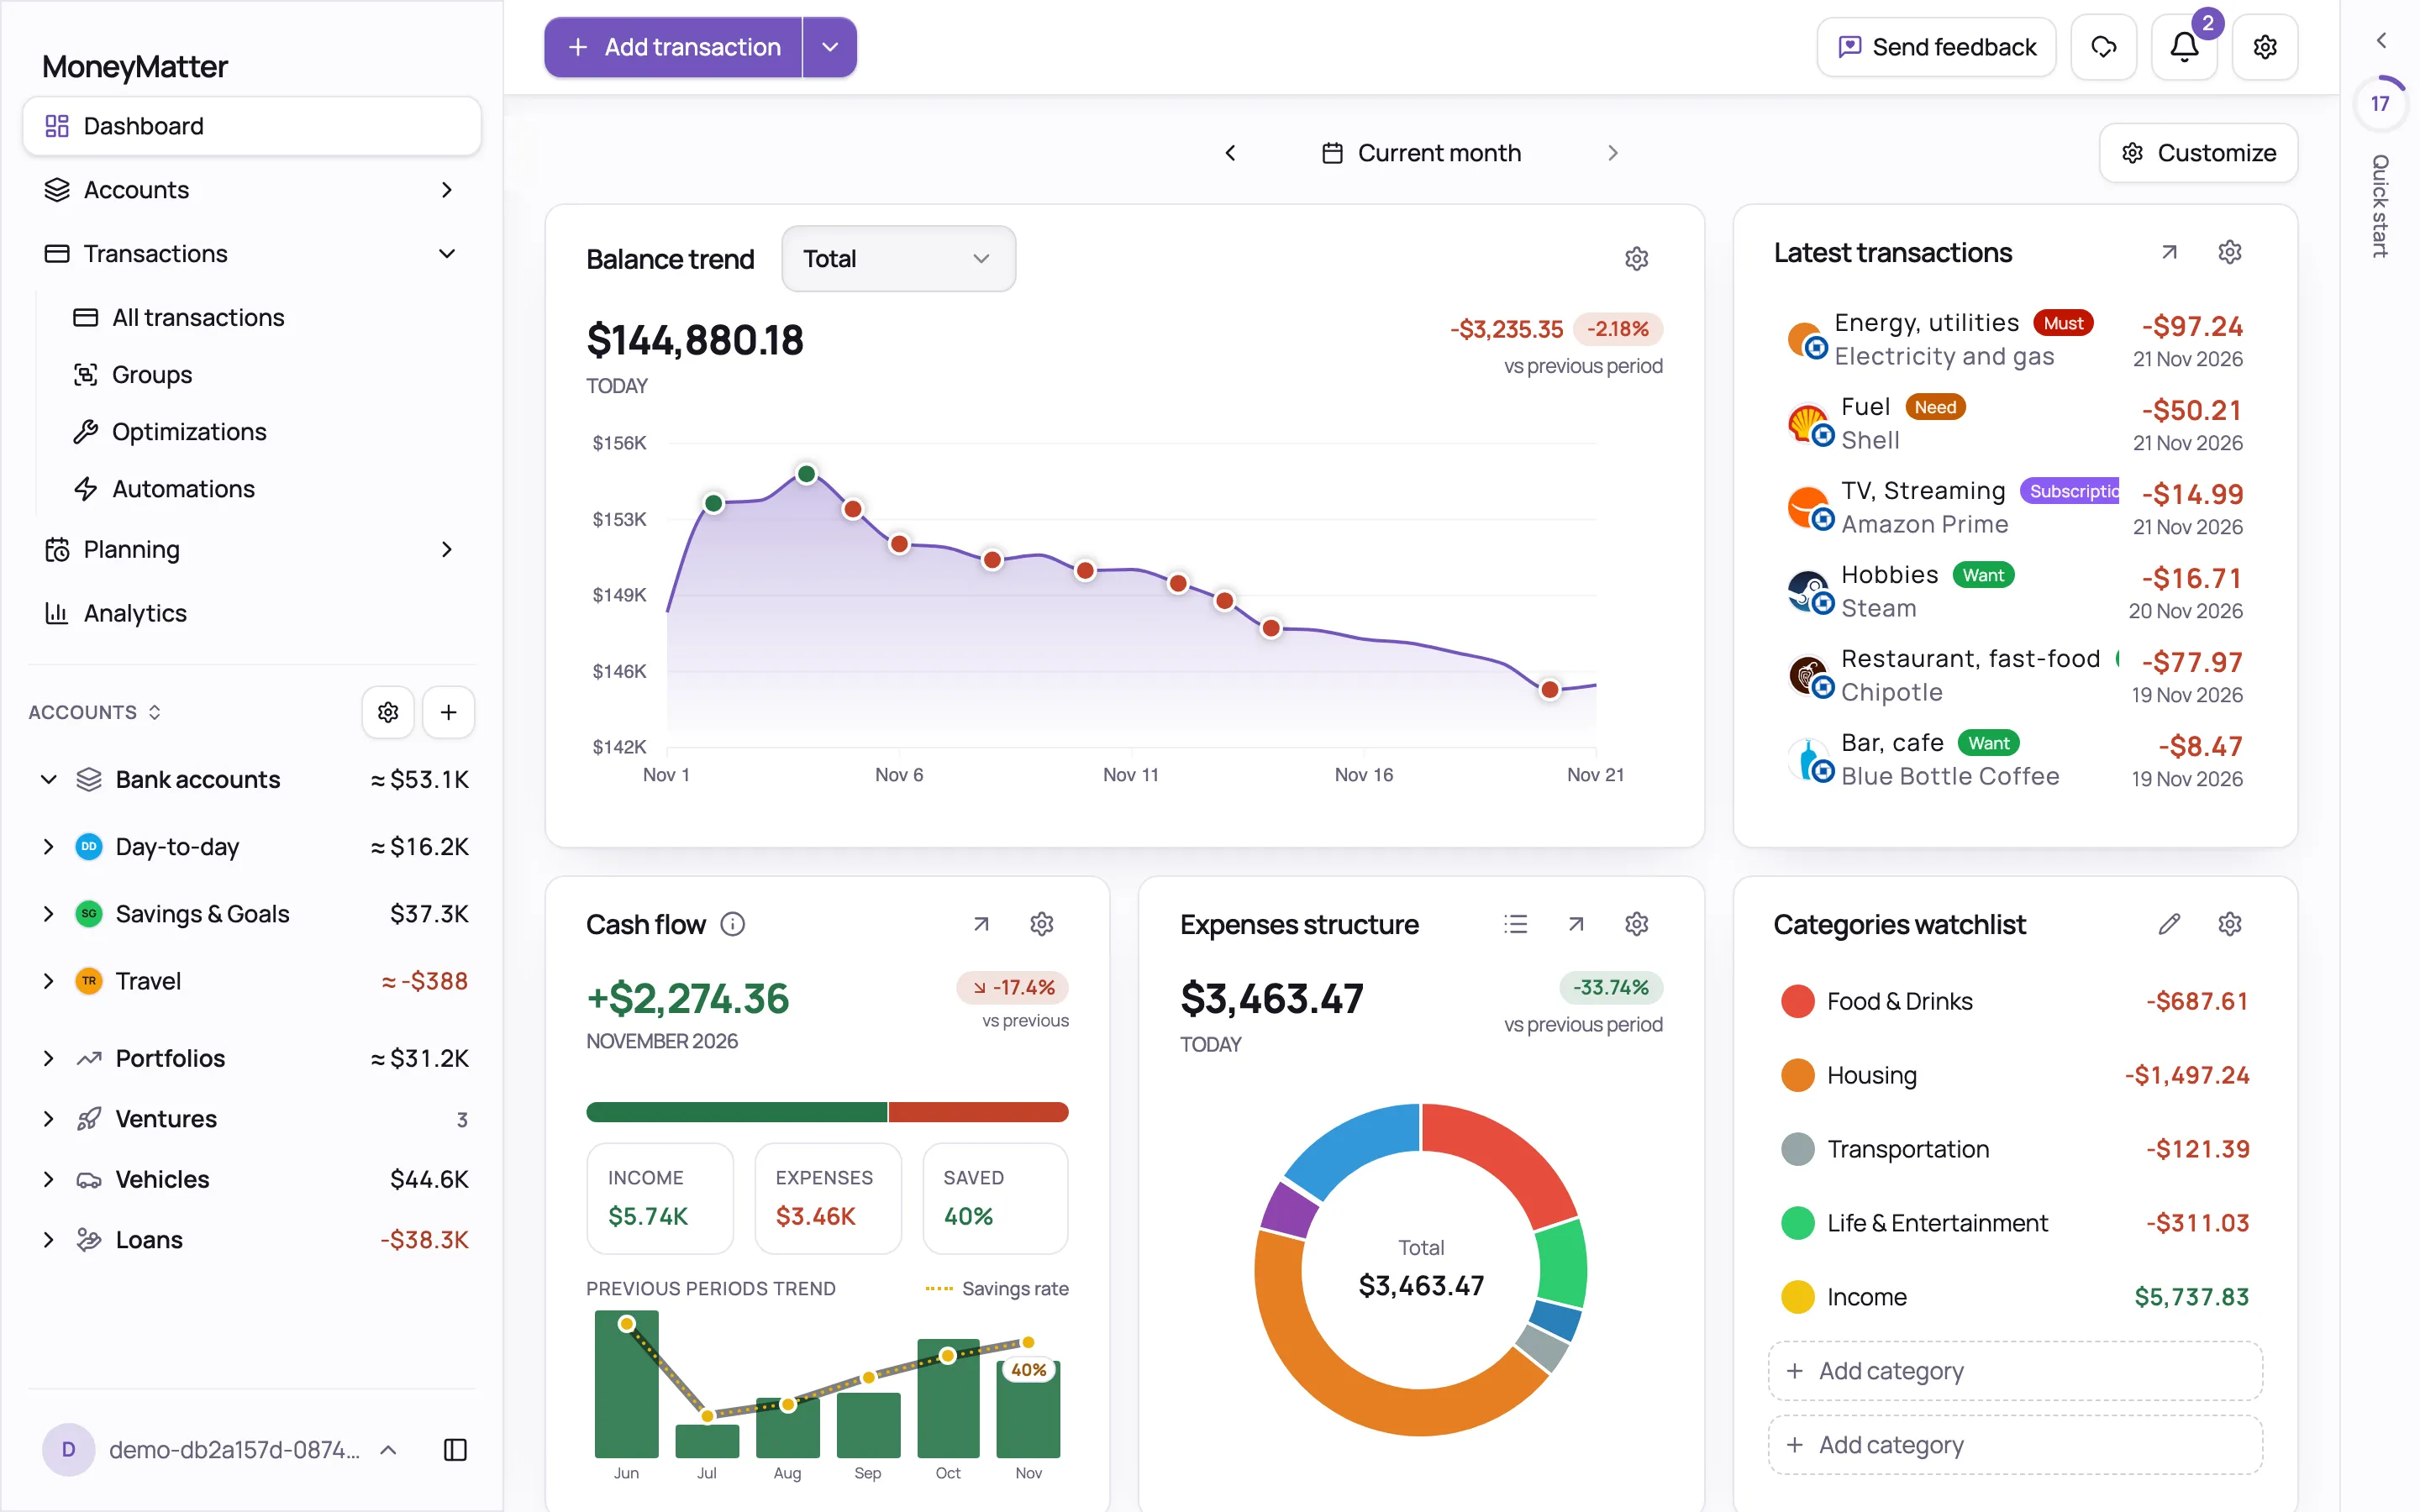 MoneyMatter
Dashboard
Accounts
Transactions
All transactions
Groups
Optimizations
Automations
Planning
Analytics
ACCOUNTS
Bank accounts ≈ $53.1K
DD Day-to-day ≈ $16.2K
SG Savings & Goals $37.3K
TR Travel ≈ -$388
Portfolios ≈ $31.2K
Ventures 3
Vehicles $44.6K
Loans -$38.3K
D demo-db2a157d-0874...
Add transaction
Send feedback
2
17
Quick start
Current month
Customize
Balance trend Total
$144,880.18
TODAY
-$3,235.35 -2.18%
vs previous period
$156K
$153K
$149K
$146K
$142K
Nov 1 Nov 6 Nov 11 Nov 16 Nov 21
Latest transactions
Energy, utilities Must -$97.24
Electricity and gas 21 Nov 2026
Fuel Need -$50.21
Shell 21 Nov 2026
TV, Streaming Subscriptio -$14.99
Amazon Prime 21 Nov 2026
Hobbies Want -$16.71
Steam 20 Nov 2026
Restaurant, fast-food -$77.97
Chipotle 19 Nov 2026
Bar, cafe Want -$8.47
Blue Bottle Coffee 19 Nov 2026
Cash flow
+$2,274.36 -17.4%
vs previous
NOVEMBER 2026
INCOME EXPENSES SAVED
$5.74K $3.46K 40%
PREVIOUS PERIODS TREND Savings rate
40%
Jun Jul Aug Sep Oct Nov
Expenses structure
$3,463.47 -33.74%
vs previous period
TODAY
Total
$3,463.47
Categories watchlist
Food & Drinks -$687.61
Housing -$1,497.24
Transportation -$121.39
Life & Entertainment -$311.03
Income $5,737.83
Add category
Add category